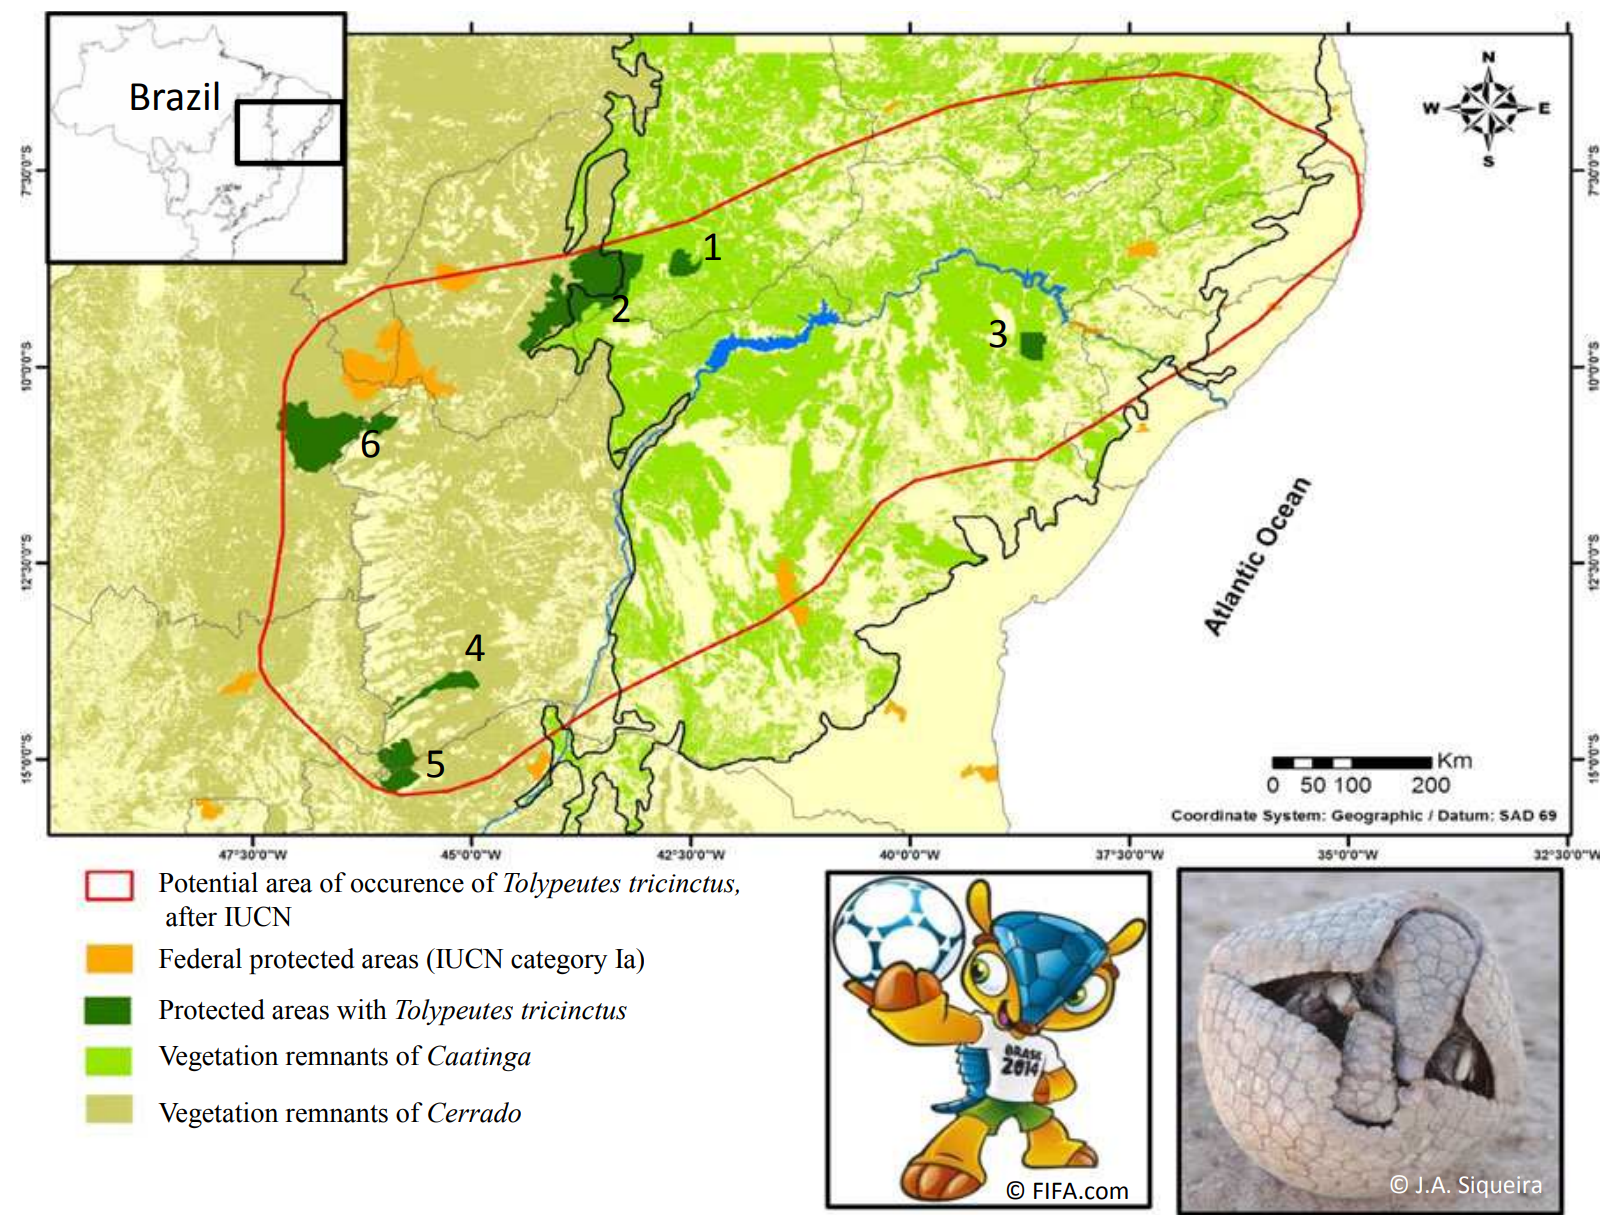 Brazil
N
W
E
S
7°30'0"S
7°30'0"S
10°0'0"S
10°0'0"S
12°30'0"S
12°30'0"S
15°0'0"S
15°0'0"S
1
2
3
6
4
5
Atlantic Ocean
Km
0 50 100 200
Coordinate System: Geographic / Datum: SAD 69
47°30'0"W
45°0'0"W
42°30'0"W
40°0'0"W
37°30'0"W
35°0'0"W
32°30'0"W
Potential area of occurence of Tolypeutes tricinctus,
after IUCN
Federal protected areas (IUCN category Ia)
Protected areas with Tolypeutes tricinctus
Vegetation remnants of Caatinga
Vegetation remnants of Cerrado
BRASIL
2014
© FIFA.com
© J.A. Siqueira